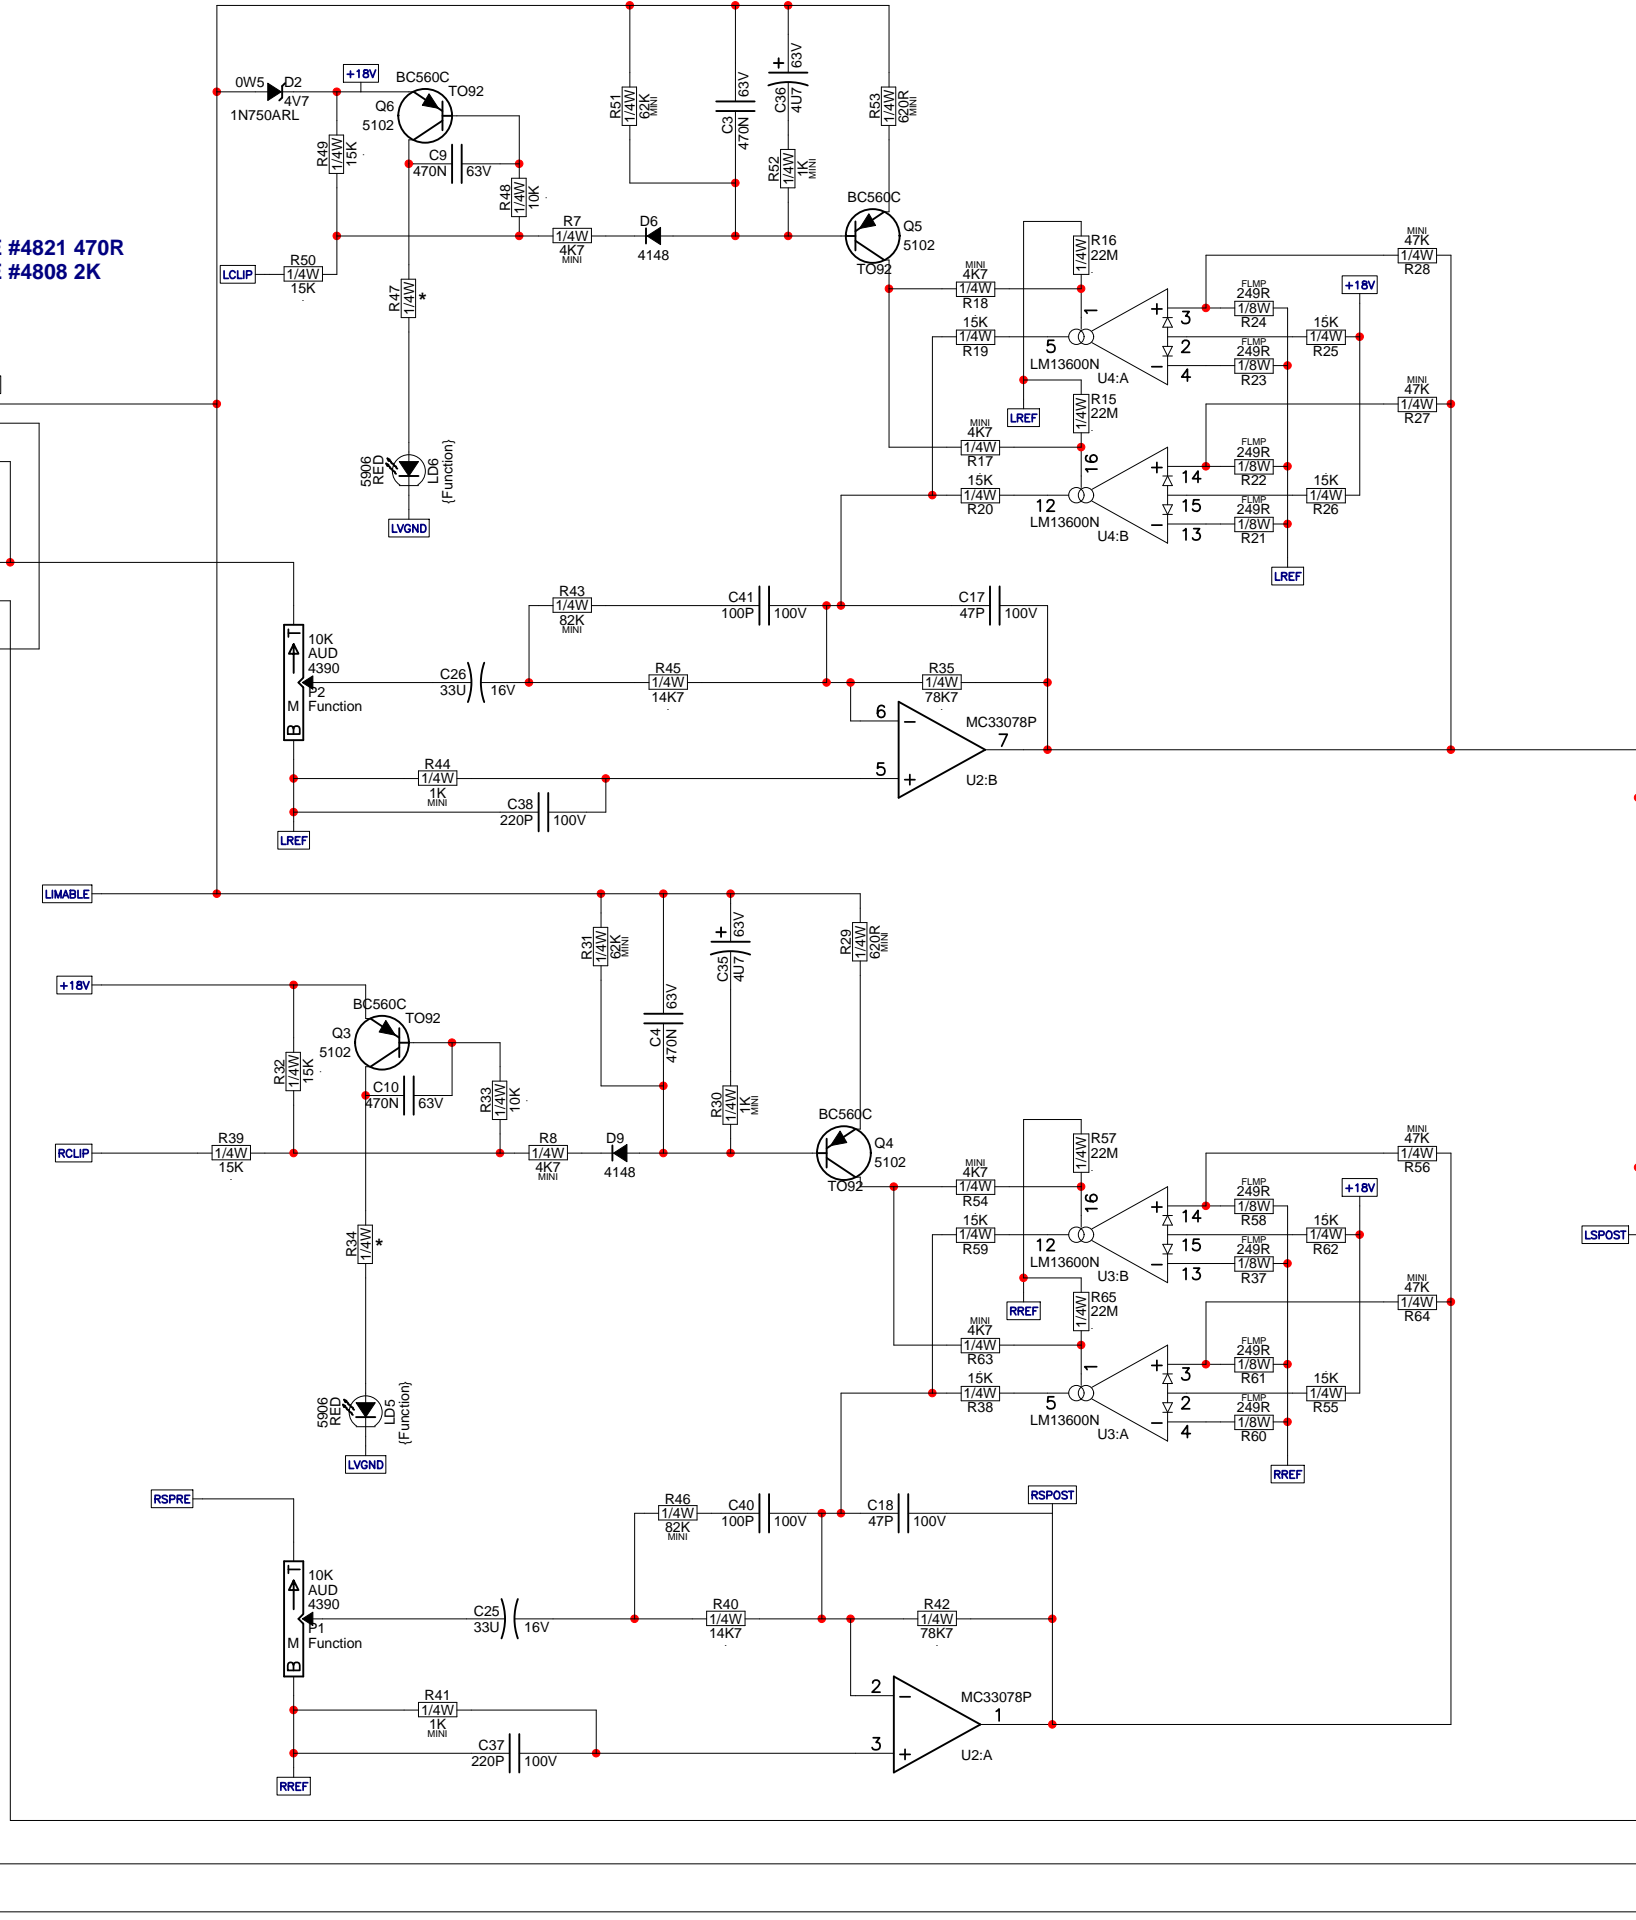 63V
C36
4U7
63V
C3
470N
R51
1/4W
62K
MINI
R53
1/4W
620R
MINI
0W5
D2
4V7
1N750ARL
+18V
BC560C
TO92
Q6
5102
R49
1/4W
15K
C9
470N
63V
R48
1/4W
10K
R52
1/4W
1K
MINI
BC560C
Q5
5102
TO92
#4821 470R
#4808 2K
LCLIP
R50
1/4W
15K
R7
1/4W
4K7
MINI
D6
4148
R47
1/4W
*
R16
1/4W
22M
MINI
4K7
1/4W
R18
15K
1/4W
R19
1
5
LM13600N
U4:A
+
3
2
−
4
FLMP
249R
1/8W
R24
FLMP
249R
1/8W
R23
MINI
47K
1/4W
R28
+18V
15K
1/4W
R25
LREF
R15
1/4W
22M
MINI
47K
1/4W
R27
MINI
4K7
1/4W
R17
15K
1/4W
R20
16
12
LM13600N
U4:B
+
14
15
−
13
FLMP
249R
1/8W
R22
FLMP
249R
1/8W
R21
15K
1/4W
R26
LREF
5906
RED
LD6
{Function}
LVGND
R43
1/4W
82K
MINI
C41
100P
100V
C17
47P
100V
T
10K
AUD
4390
P2
M
Function
B
C26
33U
16V
R45
1/4W
14K7
R35
1/4W
78K7
6
−
MC33078P
7
5
+
U2:B
R44
1/4W
1K
MINI
C38
220P
100V
LREF
LIMABLE
R31
1/4W
62K
MINI
63V
C35
4U7
63V
C4
470N
R29
1/4W
620R
MINI
+18V
BC560C
TO92
Q3
5102
R32
1/4W
15K
C10
470N
63V
R33
1/4W
10K
R30
1/4W
1K
MINI
BC560C
Q4
5102
TO92
RCLIP
R39
1/4W
15K
R8
1/4W
4K7
MINI
D9
4148
R34
1/4W
*
R57
1/4W
22M
MINI
4K7
1/4W
R54
15K
1/4W
R59
16
12
LM13600N
U3:B
+
14
15
−
13
FLMP
249R
1/8W
R58
FLMP
249R
1/8W
R37
MINI
47K
1/4W
R56
+18V
15K
1/4W
R62
LSPOST
RREF
R65
1/4W
22M
MINI
47K
1/4W
R64
MINI
4K7
1/4W
R63
15K
1/4W
R38
1
5
LM13600N
U3:A
+
3
2
−
4
FLMP
249R
1/8W
R61
FLMP
249R
1/8W
R60
15K
1/4W
R55
RREF
5906
RED
LD5
{Function}
LVGND
RSPRE
RSPOST
R46
1/4W
82K
MINI
C40
100P
100V
C18
47P
100V
T
10K
AUD
4390
P1
M
Function
B
C25
33U
16V
R40
1/4W
14K7
R42
1/4W
78K7
2
−
MC33078P
1
3
+
U2:A
R41
1/4W
1K
MINI
C37
220P
100V
RREF